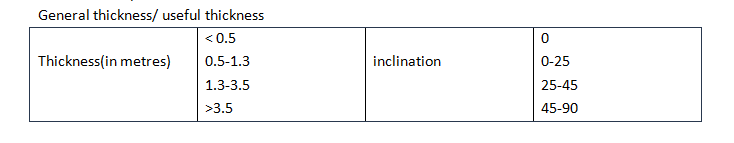 General thickness/ useful thickness
< 0.5 0
Thickness(in metres) 0.5-1.3 inclination 0-25
1.3-3.5 25-45
>3.5 45-90